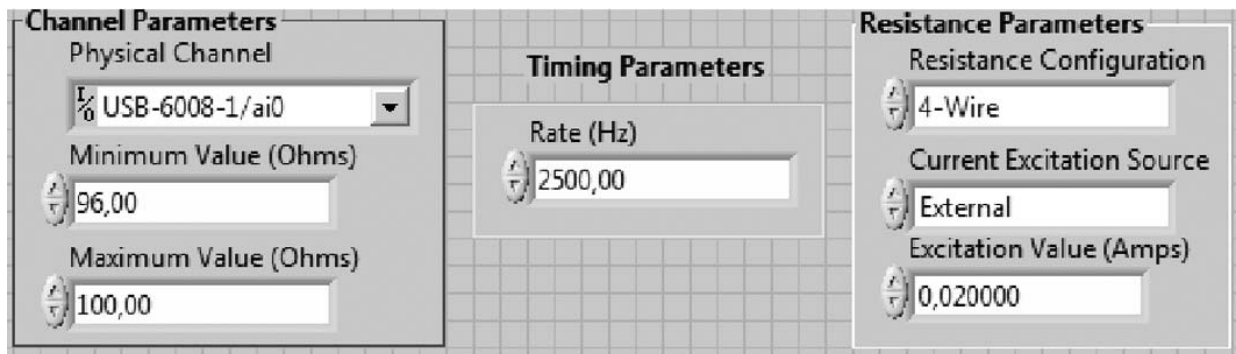 Channel Parameters
Physical Channel
I/O USB-6008-1/ai0
Minimum Value (Ohms)
96,00
Maximum Value (Ohms)
100,00
Timing Parameters
Rate (Hz)
2500,00
Resistance Parameters
Resistance Configuration
4-Wire
Current Excitation Source
External
Excitation Value (Amps)
0,020000